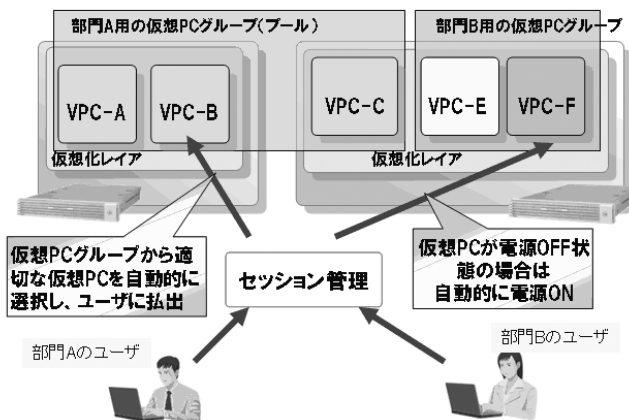 部門A用の仮想PCグループ(プール)
部門B用の仮想PCグループ
VPC-A
VPC-B
VPC-C
VPC-E
VPC-F
仮想化レイア
仮想化レイア
仮想PCグループから適
切な仮想PCを自動的に
選択し、ユーザに払出
仮想PCが電源OFF状
態の場合は
自動的に電源ON
セッション管理
部門Aのユーザ
部門Bのユーザ